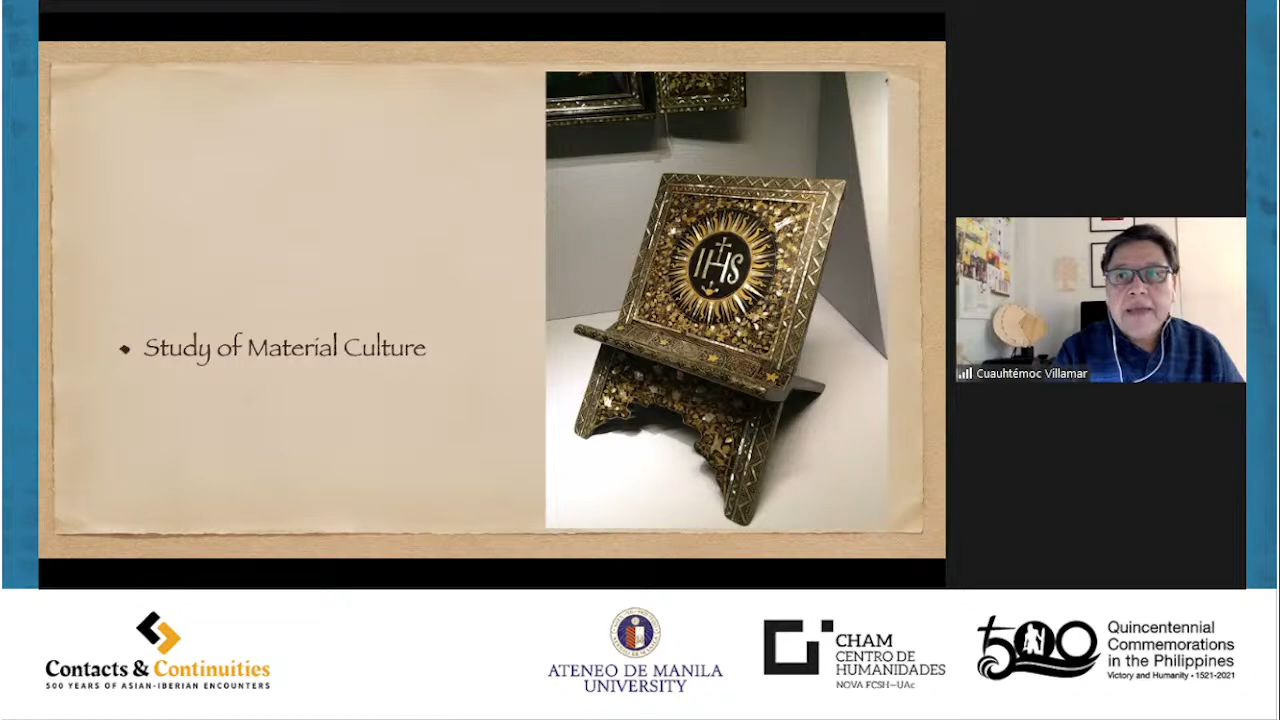 Study of Material Culture
IHS
Cuauhtémoc Villamar
Contacts & Continuities
500 YEARS OF ASIAN-IBERIAN ENCOUNTERS
ATENEO DE MANILA
UNIVERSITY
CHAM
CENTRO DE
HUMANIDADES
NOVA FCSH—UAc
500
Quincentennial
Commemorations
in the Philippines
Victory and Humanity • 1521-2021